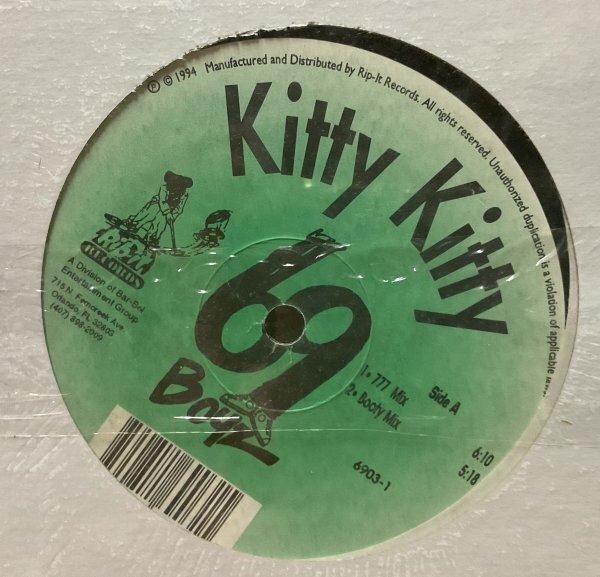 ℗ © 1994 Manufactured and Distributed by Rip-It Records. All rights reserved. Unauthorized duplication is a violation of applicable
Kitty Kitty
RECORDS
A Division of Bar-Bel
Entertainment Group
715 N. Ferncreek Ave.
Orlando, FL 32803
(407) 898-2009
69
Boyz
Side A
1• 777 Mix 6:10
2• Booty Mix 5:18
6903-1